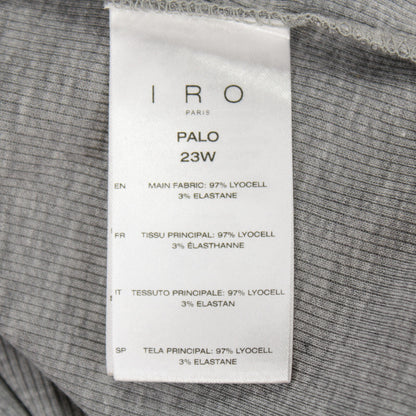 IRO
PARIS
PALO
23W
EN MAIN FABRIC: 97% LYOCELL
3% ELASTANE
FR TISSU PRINCIPAL: 97% LYOCELL
3% ÉLASTHANNE
IT TESSUTO PRINCIPALE: 97% LYOCELL
3% ELASTAN
SP TELA PRINCIPAL: 97% LYOCELL
3% ELASTANO